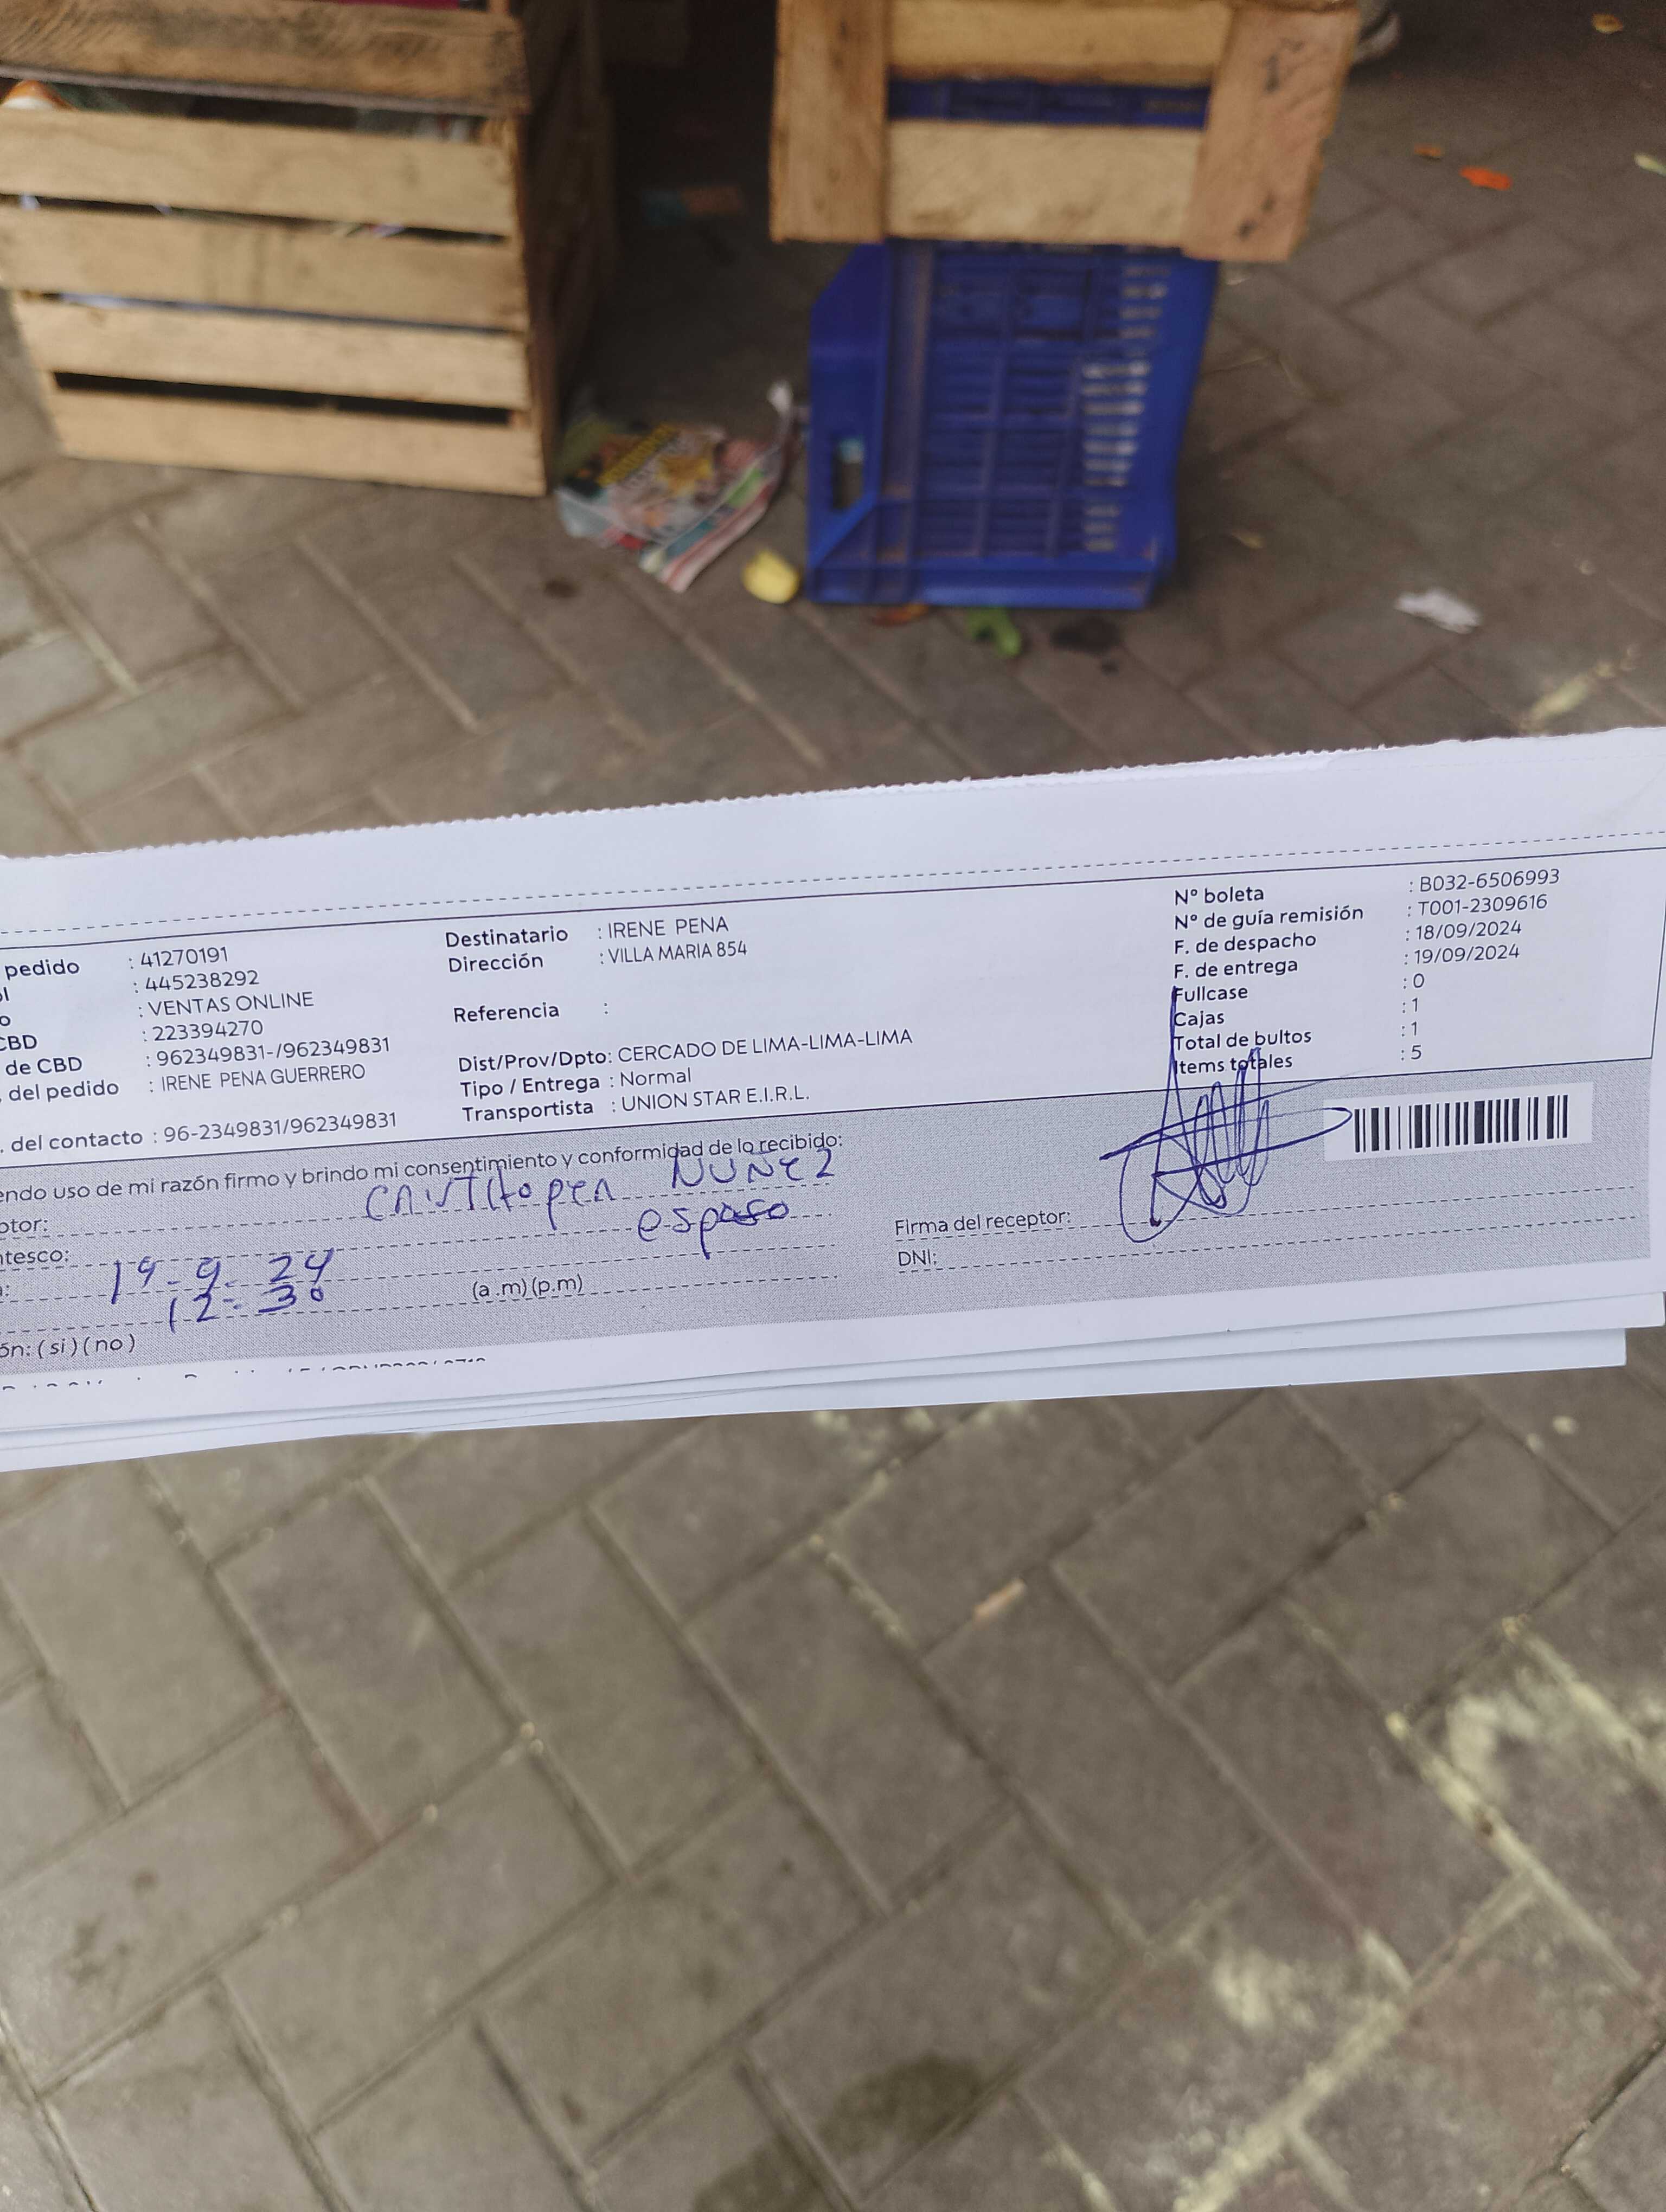 pedido : 41270191
: 445238292
: VENTAS ONLINE
CBD : 223394270
de CBD : 962349831-/962349831
. del pedido : IRENE PENA GUERRERO
. del contacto : 96-2349831/962349831
Destinatario : IRENE PENA
Dirección : VILLA MARIA 854
Referencia :
Dist/Prov/Dpto: CERCADO DE LIMA-LIMA-LIMA
Tipo / Entrega : Normal
Transportista : UNION STAR E.I.R.L.
Nº boleta : B032-6506993
Nº de guía remisión : T001-2309616
F. de despacho : 18/09/2024
F. de entrega : 19/09/2024
Fullcase : 0
Cajas : 1
Total de bultos : 1
Items totales : 5
endo uso de mi razón firmo y brindo mi consentimiento y conformidad de lo recibido:
ptor: NUÑEZ
ntesco: esposo
: 19-9-24
12:30 (a.m)(p.m)
ón: (si)(no)
Firma del receptor:
DNI: